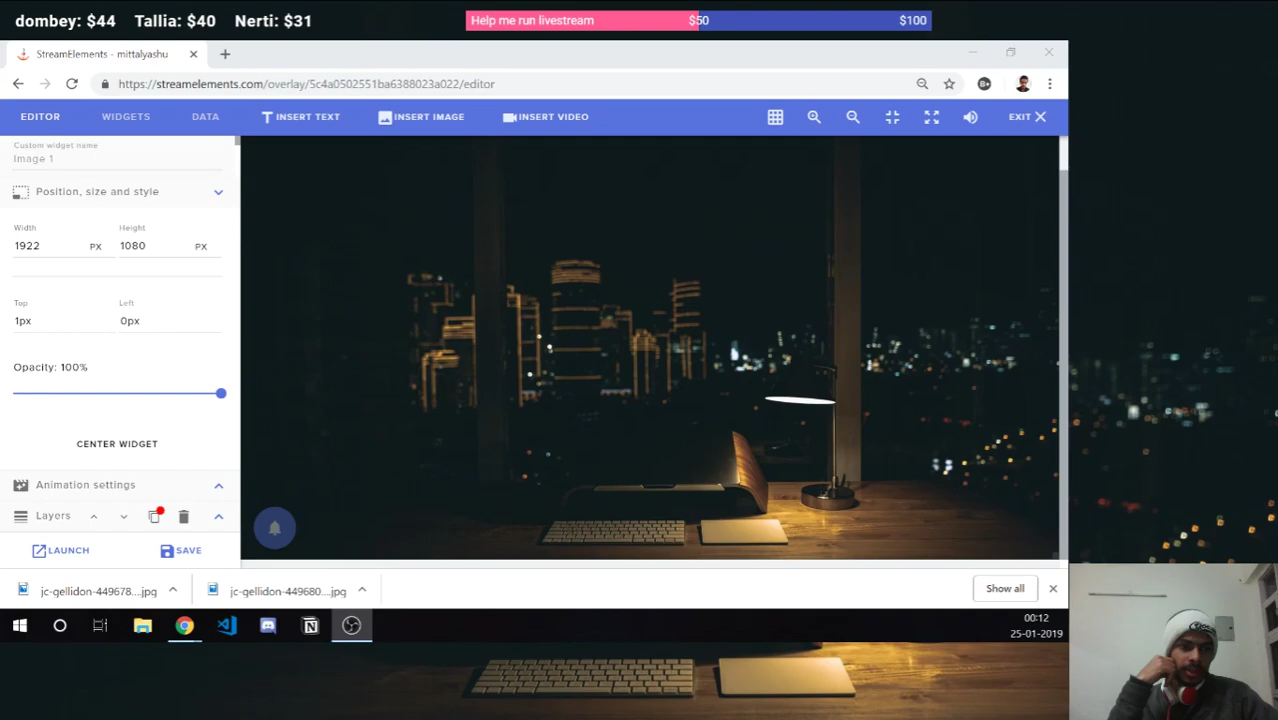 dombey: $44 Tallia: $40 Nerti: $31
Help me run livestream $50 $100
StreamElements - mittalyashu
https://streamelements.com/overlay/5c4a0502551ba6388023a022/editor
EDITOR WIDGETS DATA INSERT TEXT INSERT IMAGE INSERT VIDEO EXIT
Custom widget name
Image 1
Position, size and style
Width Height
1922 PX 1080 PX
Top Left
1px 0px
Opacity: 100%
CENTER WIDGET
Animation settings
Layers
LAUNCH SAVE
jc-gellidon-449678....jpg jc-gellidon-449680....jpg Show all
00:12
25-01-2019